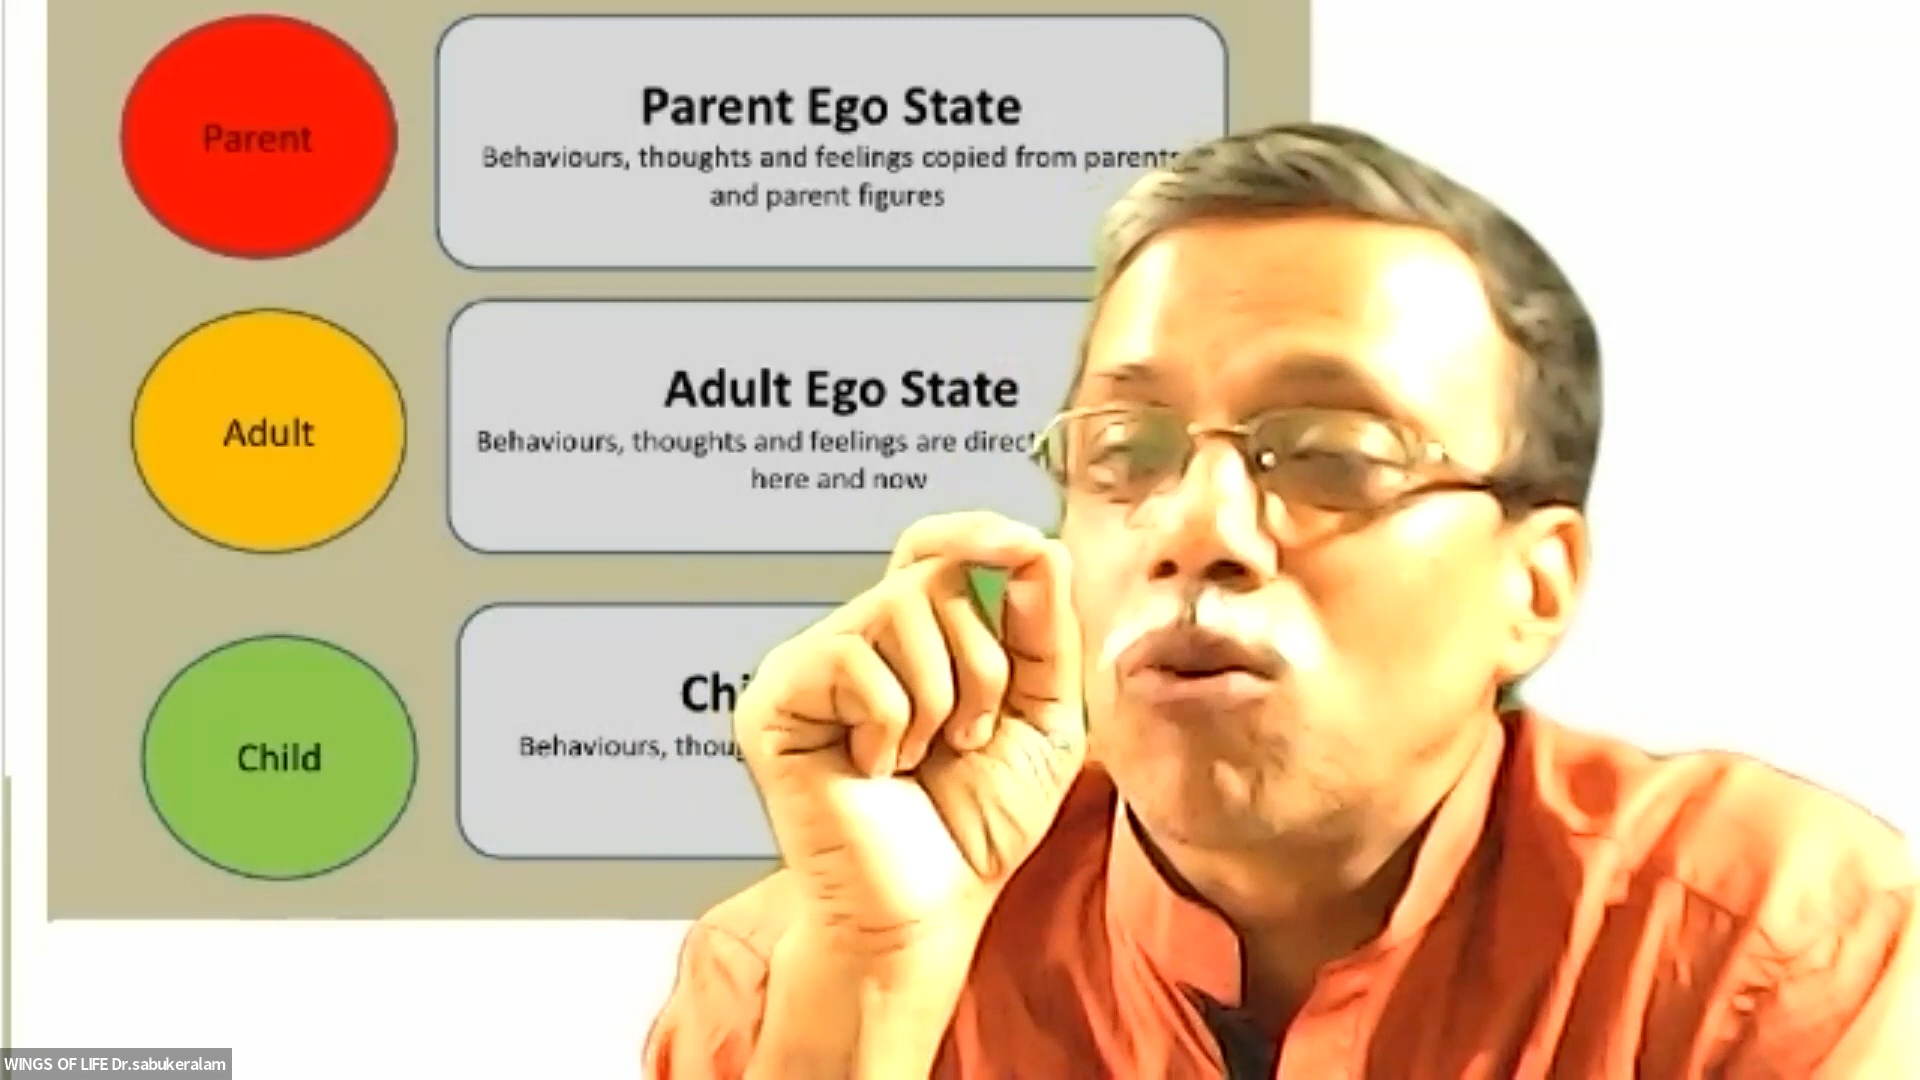 Parent
Parent Ego State
Behaviours, thoughts and feelings copied from parents
and parent figures
Adult
Adult Ego State
Behaviours, thoughts and feelings are direct
here and now
Child
Behaviours,
WINGS OF LIFE Dr.sabukeralam